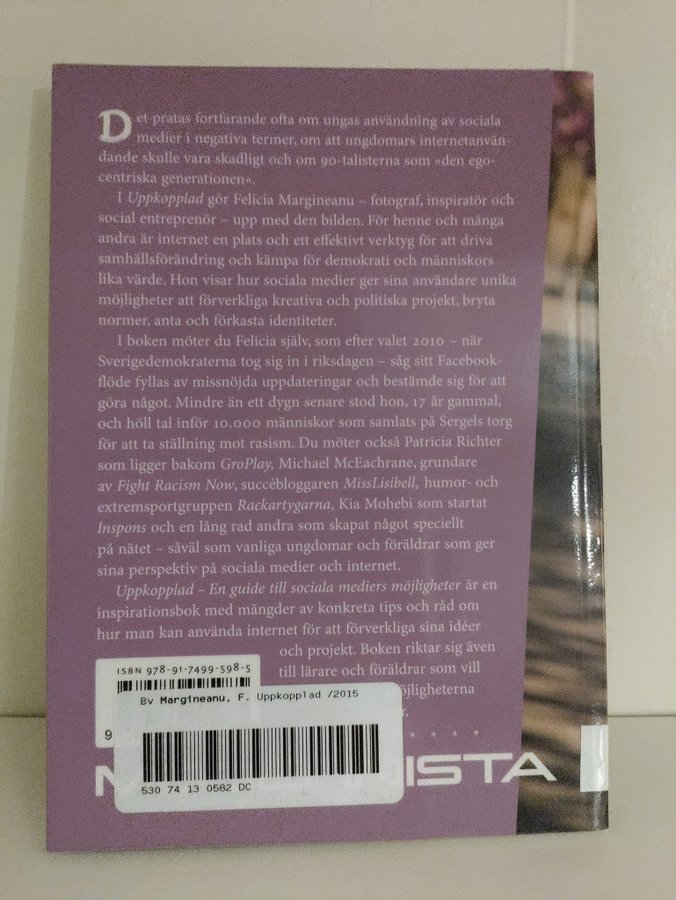 Det pratas fortfarande ofta om ungas användning av sociala
medier i negativa termer, om att ungdomars internetanvän-
dande skulle vara skadligt och om 90-talisterna som »den ego-
centriska generationen«.
I Uppkopplad gör Felicia Margineanu – fotograf, inspiratör och
social entreprenör – upp med den bilden. För henne och många
andra är internet en plats och ett effektivt verktyg för att driva
samhällsförändring och kämpa för demokrati och människors
lika värde. Hon visar hur sociala medier ger sina användare unika
möjligheter att förverkliga kreativa och politiska projekt, bryta
normer, anta och förkasta identiteter.
I boken möter du Felicia själv, som efter valet 2010 – när
Sverigedemokraterna tog sig in i riksdagen – såg sitt Facebook-
flöde fyllas av missnöjda uppdateringar och bestämde sig för att
göra något. Mindre än ett dygn senare stod hon, 17 år gammal,
och höll tal inför 10.000 människor som samlats på Sergels torg
för att ta ställning mot rasism. Du möter också Patricia Richter
som ligger bakom GroPlay, Michael McEachrane, grundare
av Fight Racism Now, succébloggaren MissLisibell, humor- och
extremsportgruppen Rackartygarna, Kia Mohebi som startat
Inspons och en lång rad andra som skapat något speciellt
på nätet – såväl som vanliga ungdomar och föräldrar som ger
sina perspektiv på sociala medier och internet.
Uppkopplad – En guide till sociala mediers möjligheter är en
inspirationsbok med mängder av konkreta tips och råd om
hur man kan använda internet för att förverkliga sina idéer
och projekt. Boken riktar sig även
till lärare och föräldrar som vill
möjligheterna
ISBN 978-91-7499-598-5
9
Bv Margineanu, F. Uppkopplad /2015
530 74 13 0582 DC
ISTA